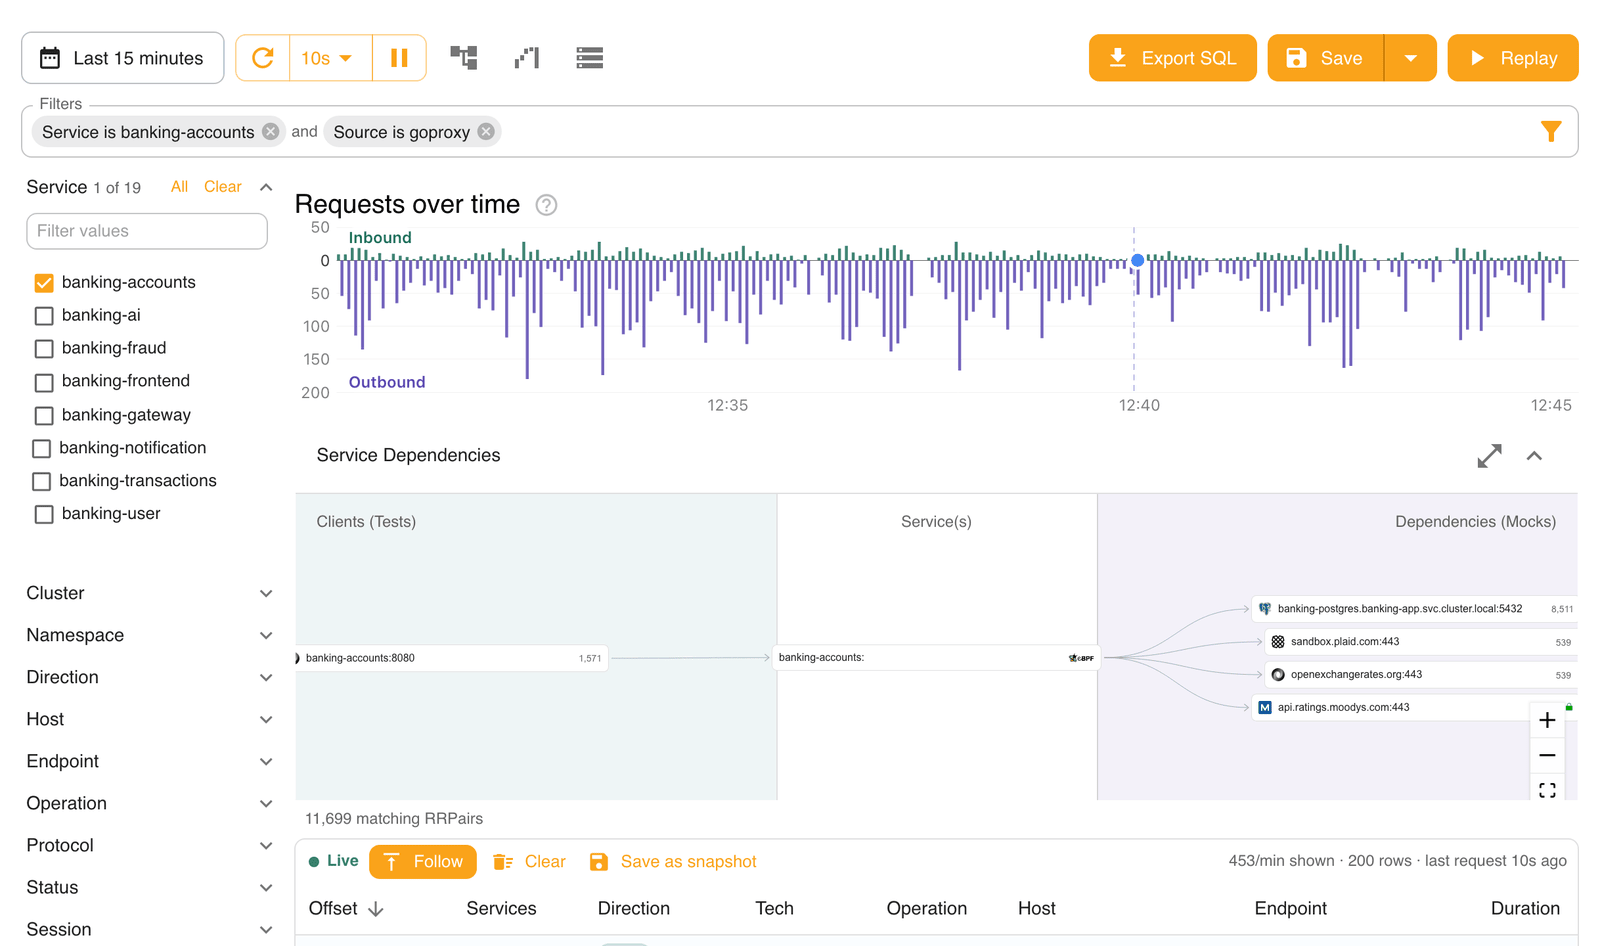 Last 15 minutes
10s
Export SQL
Save
Replay
Filters
Service is banking-accounts and Source is goproxy
Service 1 of 19 All Clear
Filter values
banking-accounts
banking-ai
banking-fraud
banking-frontend
banking-gateway
banking-notification
banking-transactions
banking-user
Cluster
Namespace
Direction
Host
Endpoint
Operation
Protocol
Status
Session
Requests over time ?
50
Inbound
0
50
100
150
Outbound
200
12:35 12:40 12:45
Service Dependencies
Clients (Tests) Service(s) Dependencies (Mocks)
banking-postgres.banking-app.svc.cluster.local:5432 8,511
sandbox.plaid.com:443 539
banking-accounts:8080 1,571
banking-accounts: eBPF
openexchangerates.org:443 539
M api.ratings.moodys.com:443
11,699 matching RRPairs
Live Follow Clear Save as snapshot 453/min shown · 200 rows · last request 10s ago
Offset Services Direction Tech Operation Host Endpoint Duration